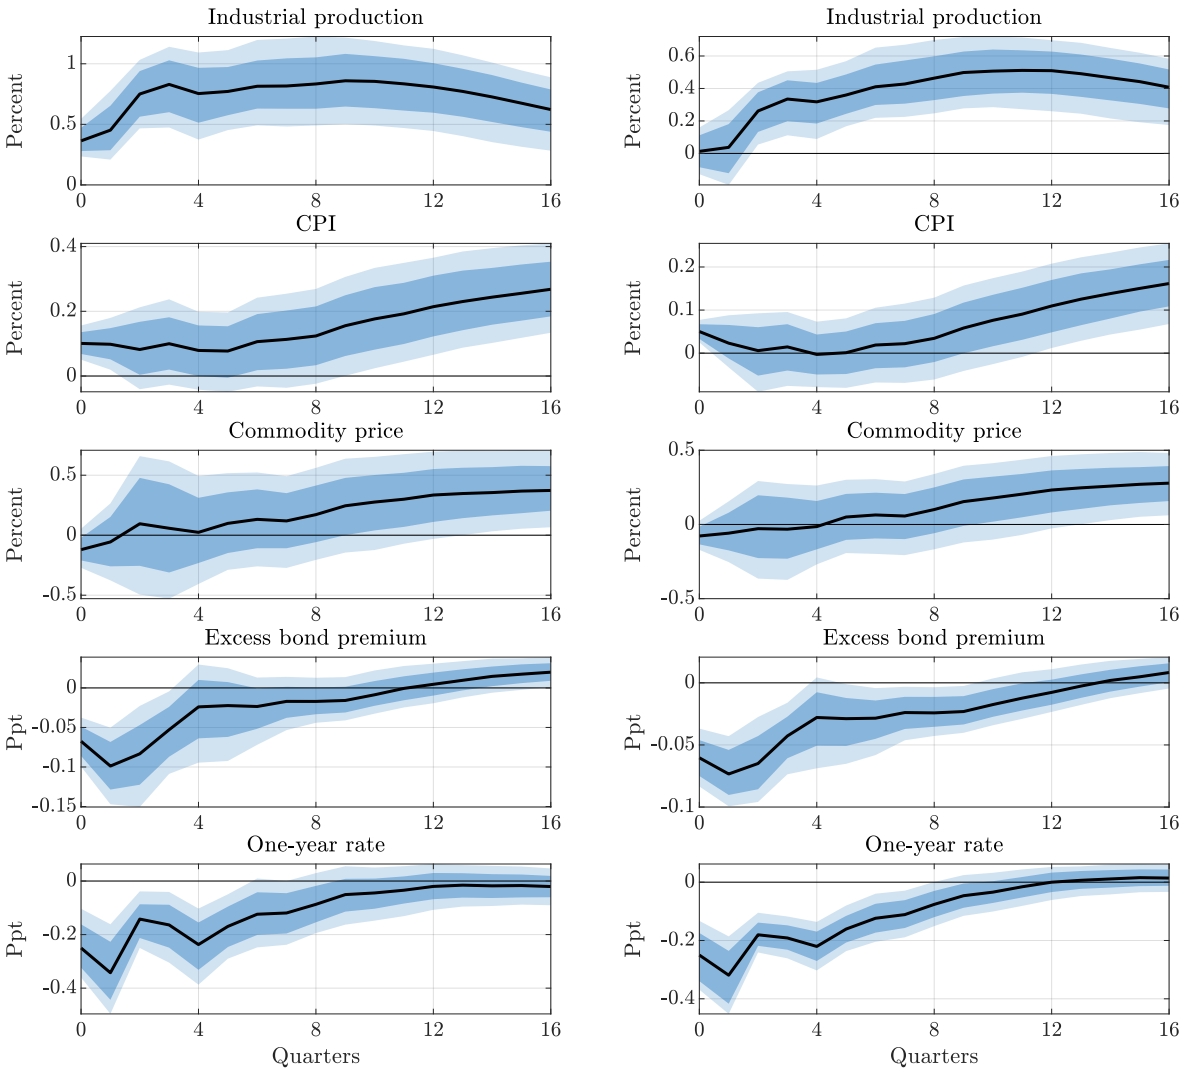 Industrial production
Percent
1
0.5
0
0 4 8 12 16
Industrial production
Percent
0.6
0.4
0.2
0
0 4 8 12 16
CPI
Percent
0.4
0.2
0
0 4 8 12 16
CPI
Percent
0.2
0.1
0
0 4 8 12 16
Commodity price
Percent
0.5
0
-0.5
0 4 8 12 16
Commodity price
Percent
0.5
0
-0.5
0 4 8 12 16
Excess bond premium
Ppt
0
-0.05
-0.1
-0.15
0 4 8 12 16
Excess bond premium
Ppt
0
-0.05
-0.1
0 4 8 12 16
One-year rate
Ppt
0
-0.2
-0.4
0 4 8 12 16
Quarters
One-year rate
Ppt
0
-0.2
-0.4
0 4 8 12 16
Quarters